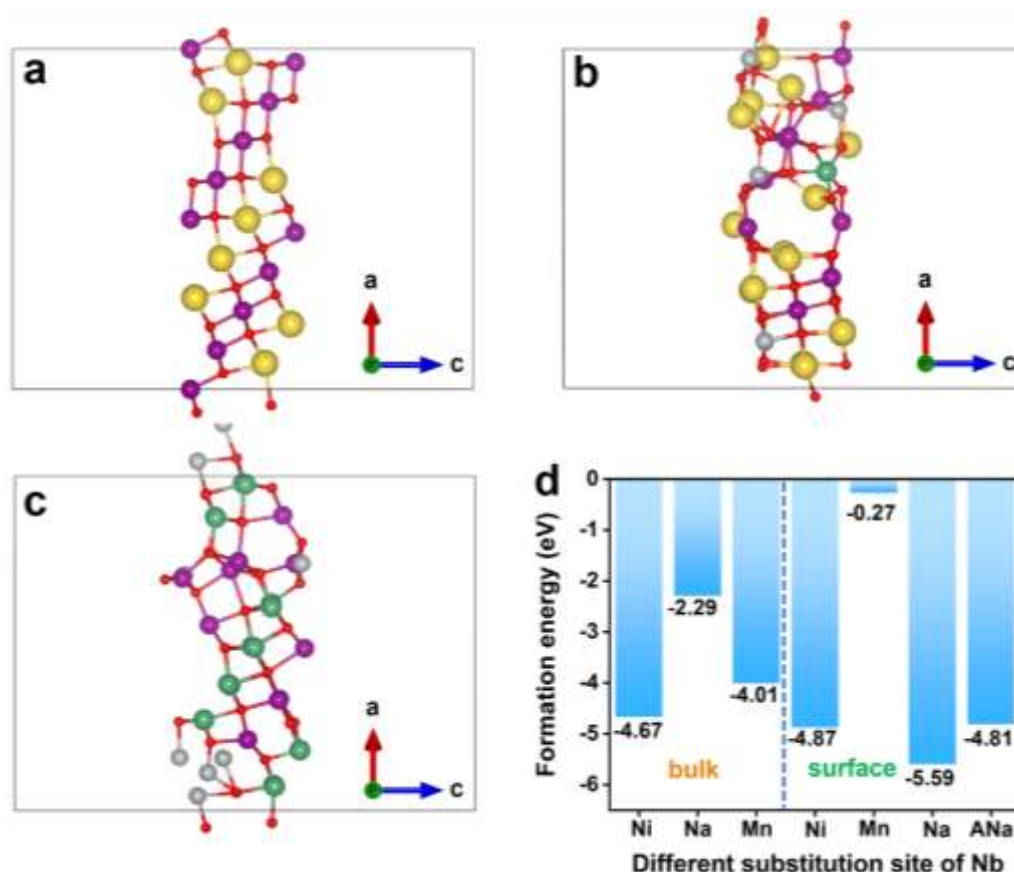 a
a
c
b
a
c
c
a
c
d
Formation energy (eV)
0
-1
-2
-3
-4
-5
-6
-4.67
-2.29
-4.01
-4.87
-0.27
-5.59
-4.81
bulk
surface
Ni Na Mn Ni Mn Na ANa
Different substitution site of Nb